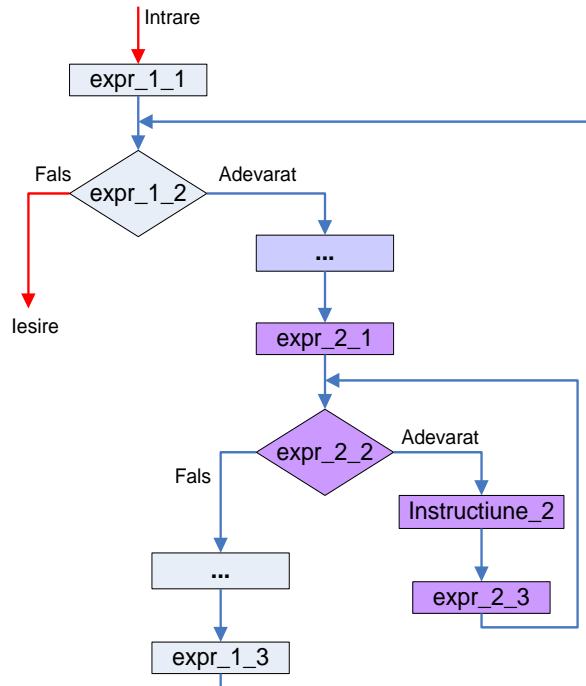 Intrare
expr_1_1
Fals
Adevarat
expr_1_2
...
Iesire
expr_2_1
Adevarat
expr_2_2
Fals
Instructiune_2
...
expr_2_3
expr_1_3